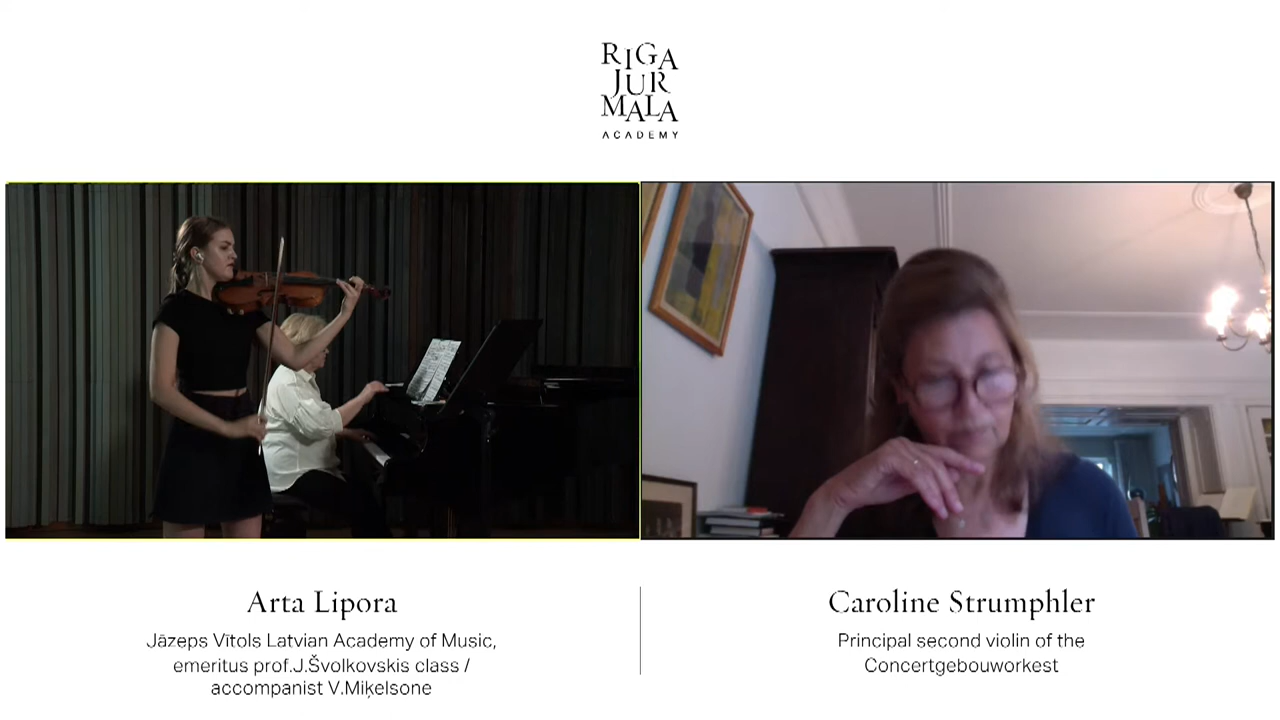 RIGA
JUR
MALA
ACADEMY
Arta Lipora
Jāzeps Vītols Latvian Academy of Music,
emeritus prof.J.Švolkovskis class /
accompanist V.Miķelsone
Caroline Strumphler
Principal second violin of the
Concertgebouworkest